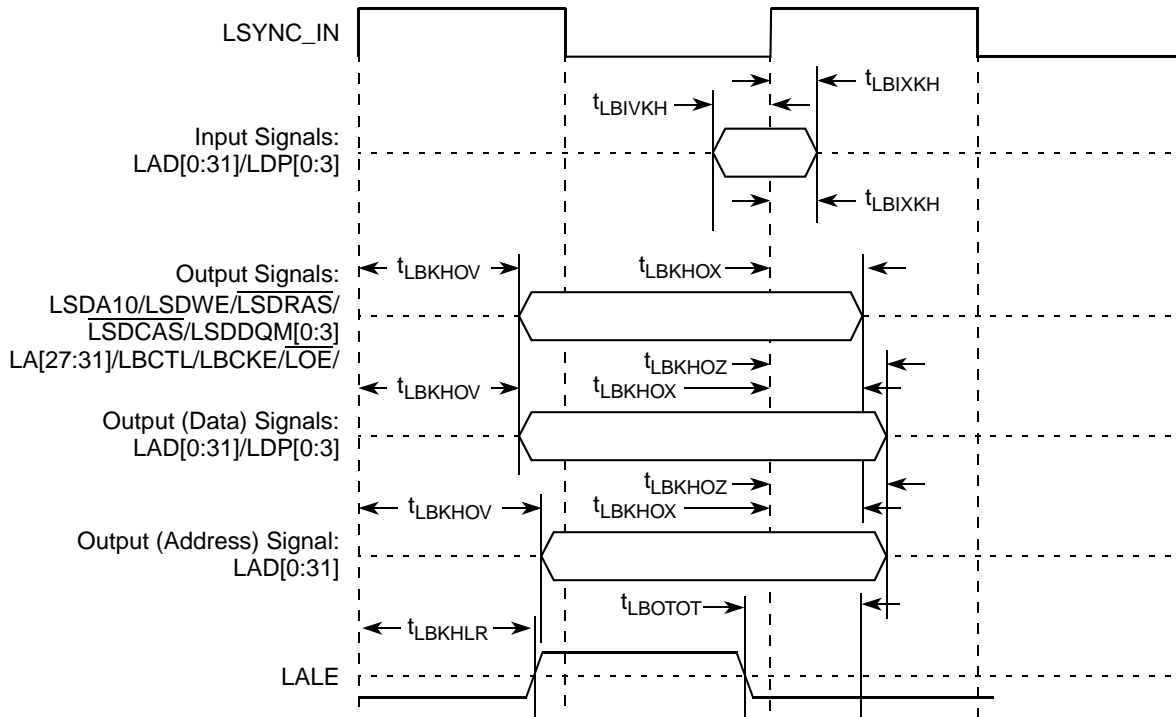 LSYNC_IN
tLBIXKH
tLBIVKH
Input Signals:
LAD[0:31]/LDP[0:3]
tLBIXKH
tLBKHOV
tLBKHOX
Output Signals:
LSDA10/LSDWE/LSDRAS/
LSDCAS/LSDDQM[0:3]
LA[27:31]/LBCTL/LBCKE/LOE/
tLBKHOZ
tLBKHOV
tLBKHOX
Output (Data) Signals:
LAD[0:31]/LDP[0:3]
tLBKHOZ
tLBKHOV
tLBKHOX
Output (Address) Signal:
LAD[0:31]
tLBOTOT
tLBKHLR
LALE